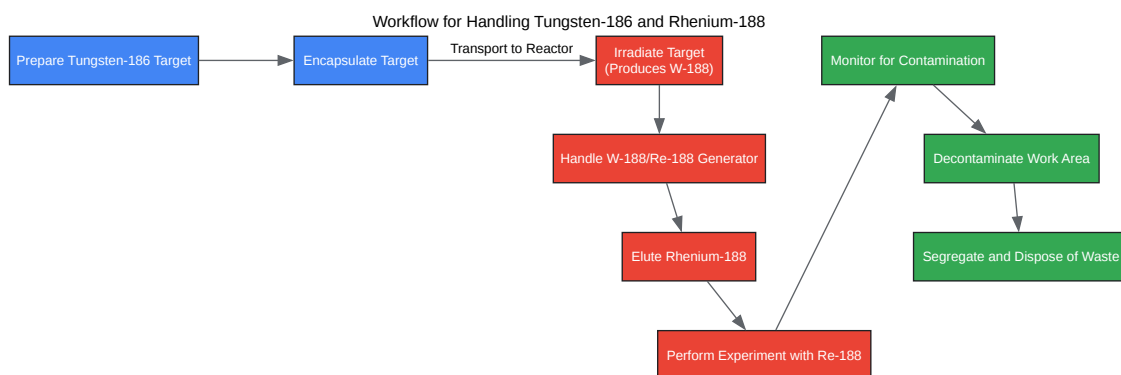 Workflow for Handling Tungsten-186 and Rhenium-188
Prepare Tungsten-186 Target
Encapsulate Target
Transport to Reactor
Irradiate Target
(Produces W-188)
Handle W-188/Re-188 Generator
Elute Rhenium-188
Perform Experiment with Re-188
Monitor for Contamination
Decontaminate Work Area
Segregate and Dispose of Waste